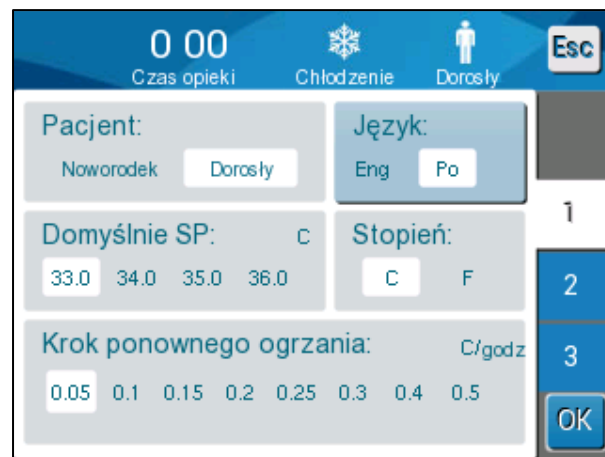 0 00
Czas opieki
Chłodzenie
Dorosły
Esc
Pacjent:
Noworodek Dorosły
Język:
Eng Po
Domyślnie SP: C
33.0 34.0 35.0 36.0
Stopień:
C F
Krok ponownego ogrzania: C/godz
0.05 0.1 0.15 0.2 0.25 0.3 0.4 0.5
1
2
3
OK